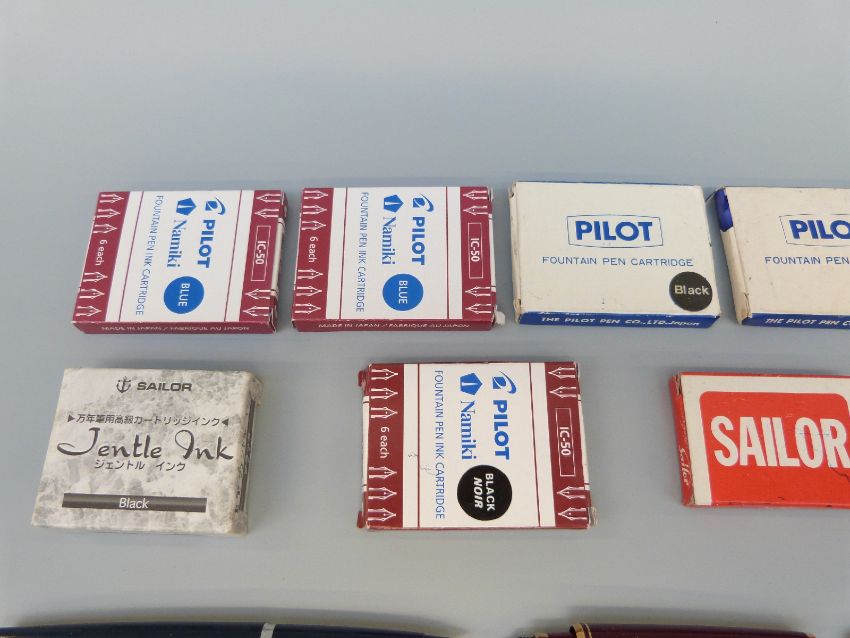 PILOT
Namiki
FOUNTAIN PEN INK CARTRIDGE
BLUE
6 each
IC-50
MADE IN JAPAN / FABRIQUE AU JAPON
PILOT
Namiki
FOUNTAIN PEN INK CARTRIDGE
BLUE
6 each
IC-50
MADE IN JAPAN / FABRIQUE AU JAPON
PILOT
FOUNTAIN PEN CARTRIDGE
Black
THE PILOT PEN CO.,LTD.Japan
PILOT
FOUNTAIN PEN
THE PILOT PEN
SAILOR
▶万年筆用高級カートリッジインク◀
Jentle Ink
ジェントル インク
Black
PILOT
Namiki
FOUNTAIN PEN INK CARTRIDGE
BLACK
NOIR
6 each
IC-50
SAILOR
Sailor